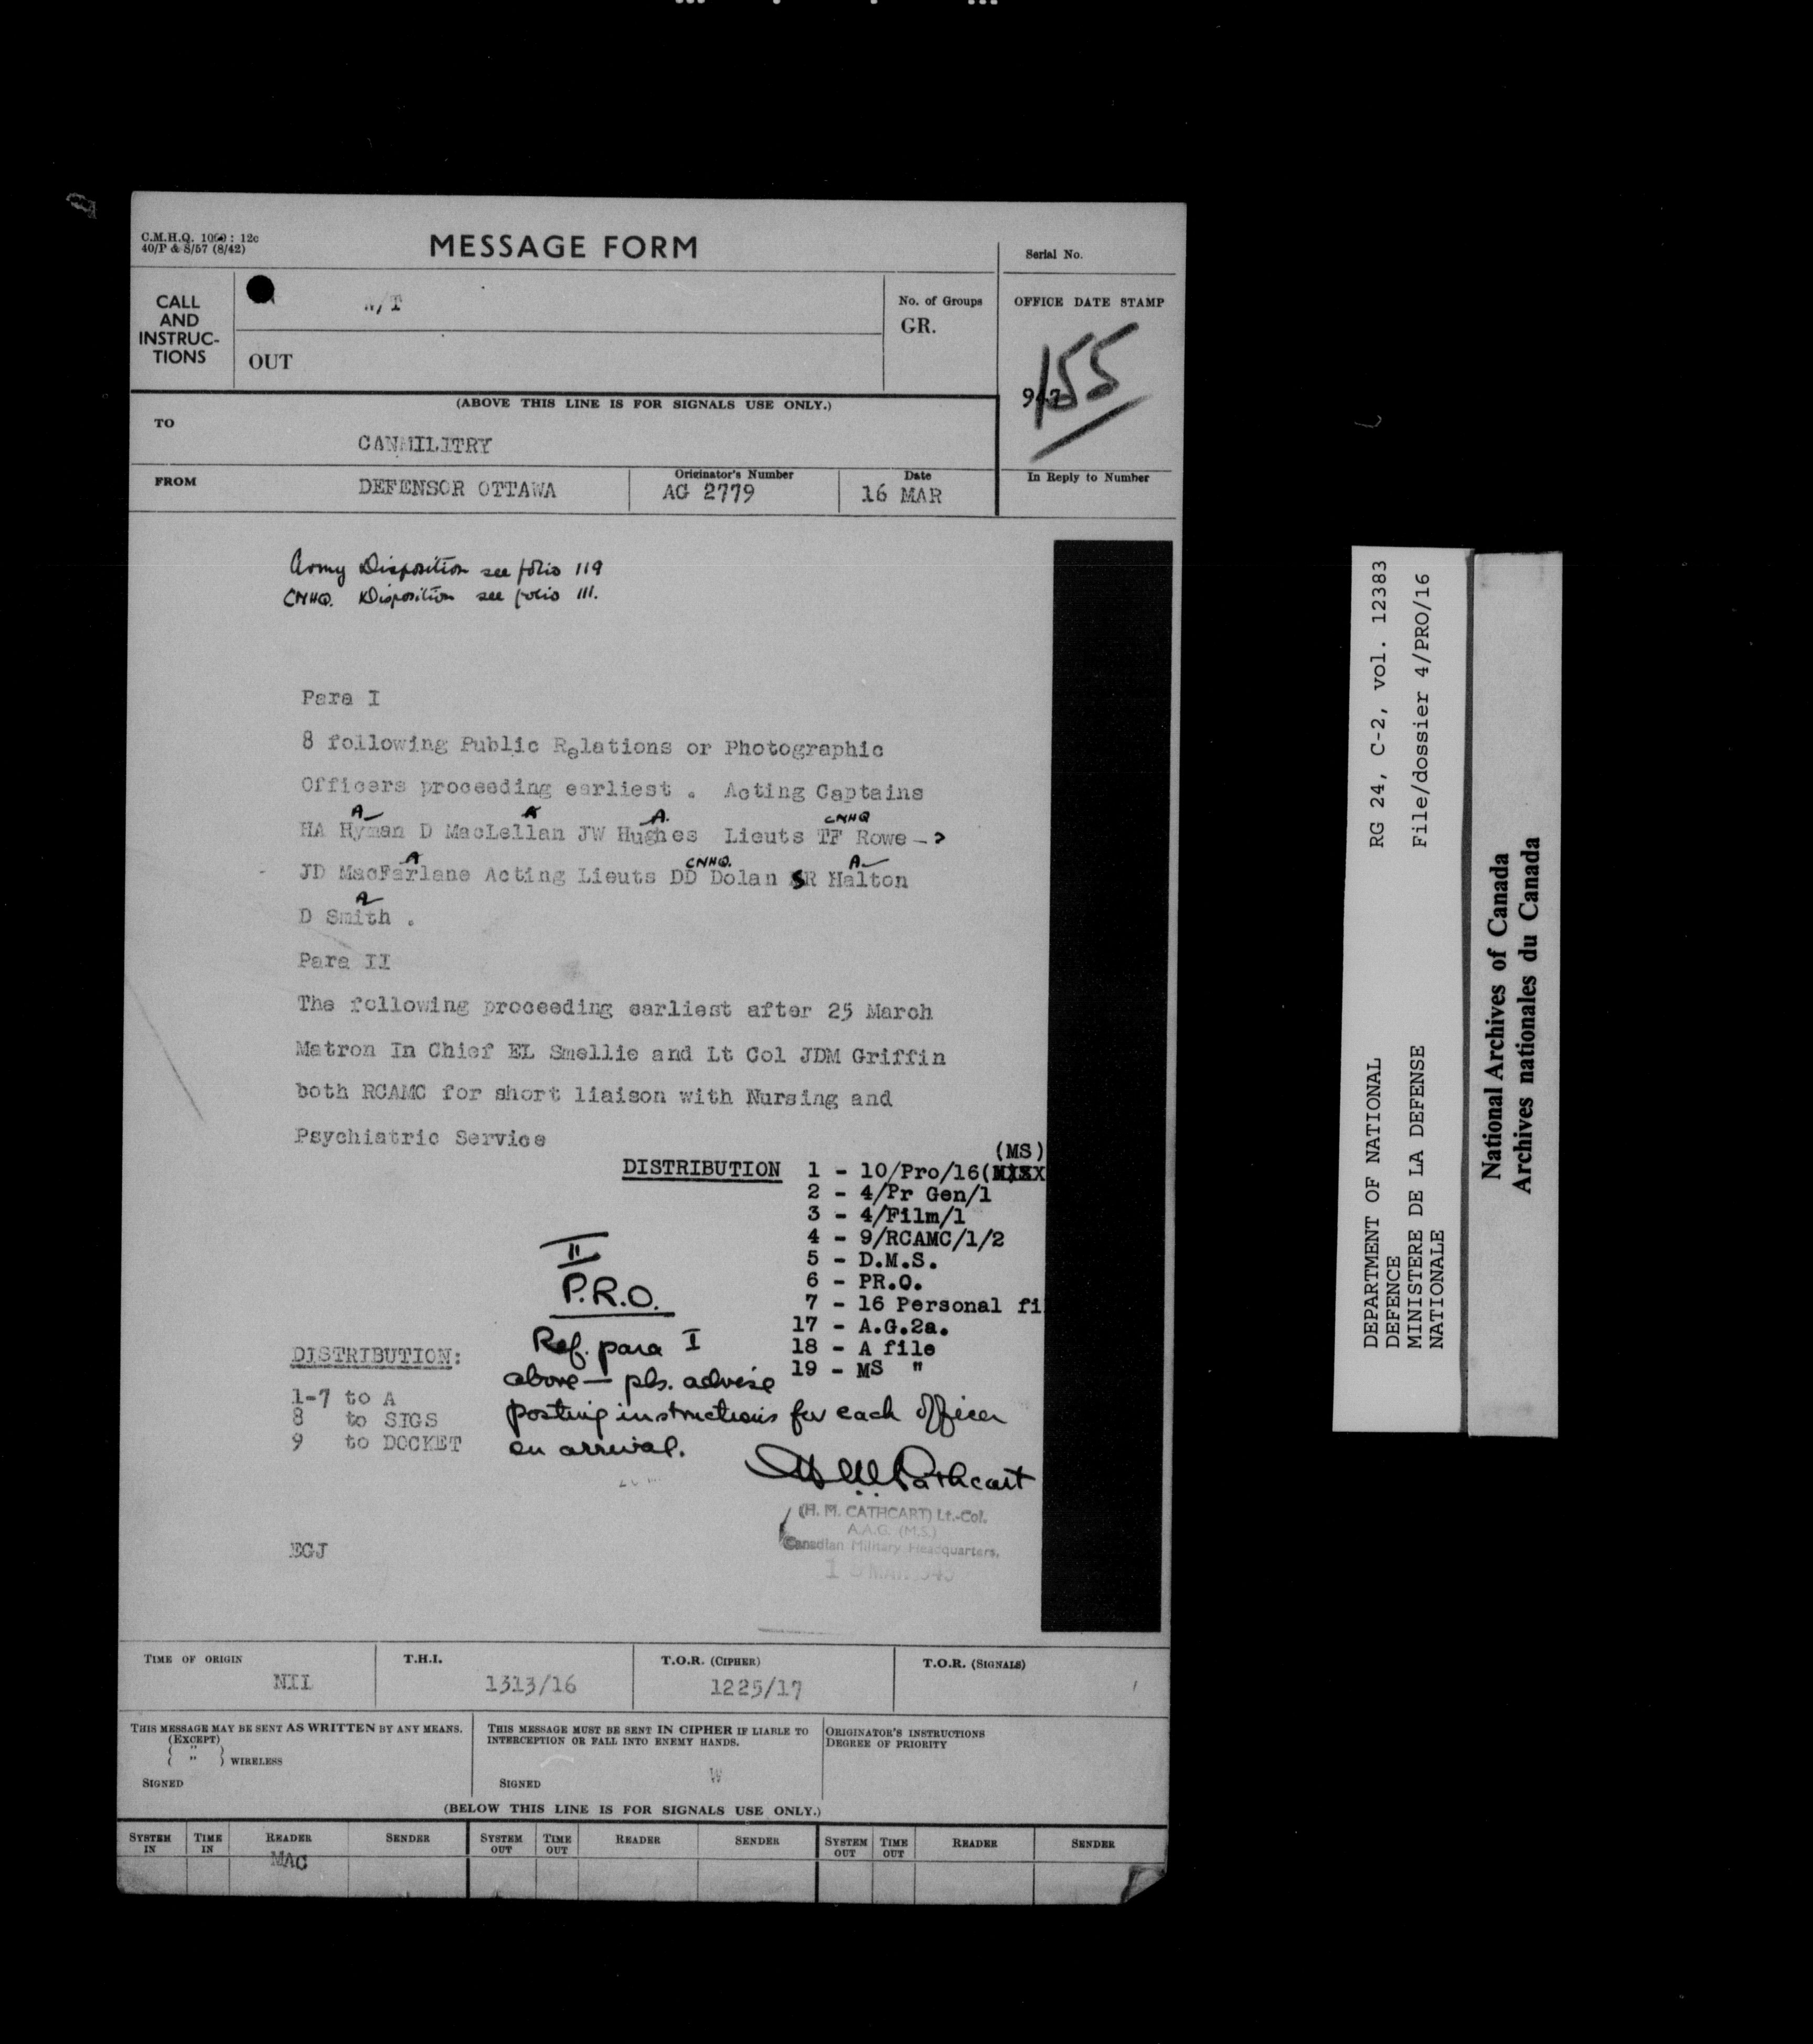 C.M.H.Q. 1069 : 12c
40/P & S/57 (8/42)
MESSAGE FORM
Serial No.
CALL
AND
INSTRUC-
TIONS
/T
No. of Groups
GR.
OFFICE DATE STAMP
OUT
155
(ABOVE THIS LINE IS FOR SIGNALS USE ONLY.)
TO
CANMILITRY
FROM
DEFENSOR OTTAWA
Originator's Number
AG 2779
Date
16 MAR
In Reply to Number
Army Disposition see folio 119
CMHQ. Disposition see folio 111.
Para I
8 following Public Relations or Photographic
Officers proceeding earliest . Acting Captains
A A A. CMHQ
HA Hyman D MacLellan JW Hughes Lieuts TF Rowe - ?
A CMHQ. A
JD MacFarlane Acting Lieuts DD Dolan SR Halton
A
D Smith .
Para II
The following proceeding earliest after 25 March
Matron In Chief EL Smellie and Lt Col JDM Griffin
both RCAMC for short liaison with Nursing and
Psychiatric Service
(MS)
DISTRIBUTION 1 - 10/Pro/16
2 - 4/Pr Gen/1
3 - 4/Film/1
4 - 9/RCAMC/1/2
5 - D.M.S.
6 - PR.O.
7 - 16 Personal fi
17 - A.G.2a.
18 - A file
19 - MS "
II
P.R.O.
Ref. para I
above — pls. advise
posting instructions for each officer
on arrival.
H M Cathcart
(H. M. CATHCART) Lt.-Col.
A.A.G. (M.S.)
Canadian Military Headquarters,
DISTRIBUTION:
1-7 to A
8 to SIGS
9 to DOCKET
EGJ
TIME OF ORIGIN
NIL
T.H.I.
1313/16
T.O.R. (CIPHER)
1225/17
T.O.R. (SIGNALS)
THIS MESSAGE MAY BE SENT AS WRITTEN BY ANY MEANS.
(EXCEPT)
( " ) WIRELESS
SIGNED
THIS MESSAGE MUST BE SENT IN CIPHER IF LIABLE TO
INTERCEPTION OR FALL INTO ENEMY HANDS.
SIGNED
W
ORIGINATOR'S INSTRUCTIONS
DEGREE OF PRIORITY
(BELOW THIS LINE IS FOR SIGNALS USE ONLY.)
SYSTEM IN
TIME IN
READER
SENDER
SYSTEM OUT
TIME OUT
READER
SENDER
SYSTEM OUT
TIME OUT
READER
SENDER
MAC
DEPARTMENT OF NATIONAL
DEFENCE
MINISTERE DE LA DEFENSE
NATIONALE
RG 24, C-2, vol. 12383
File/dossier 4/PRO/16
National Archives of Canada
Archives nationales du Canada